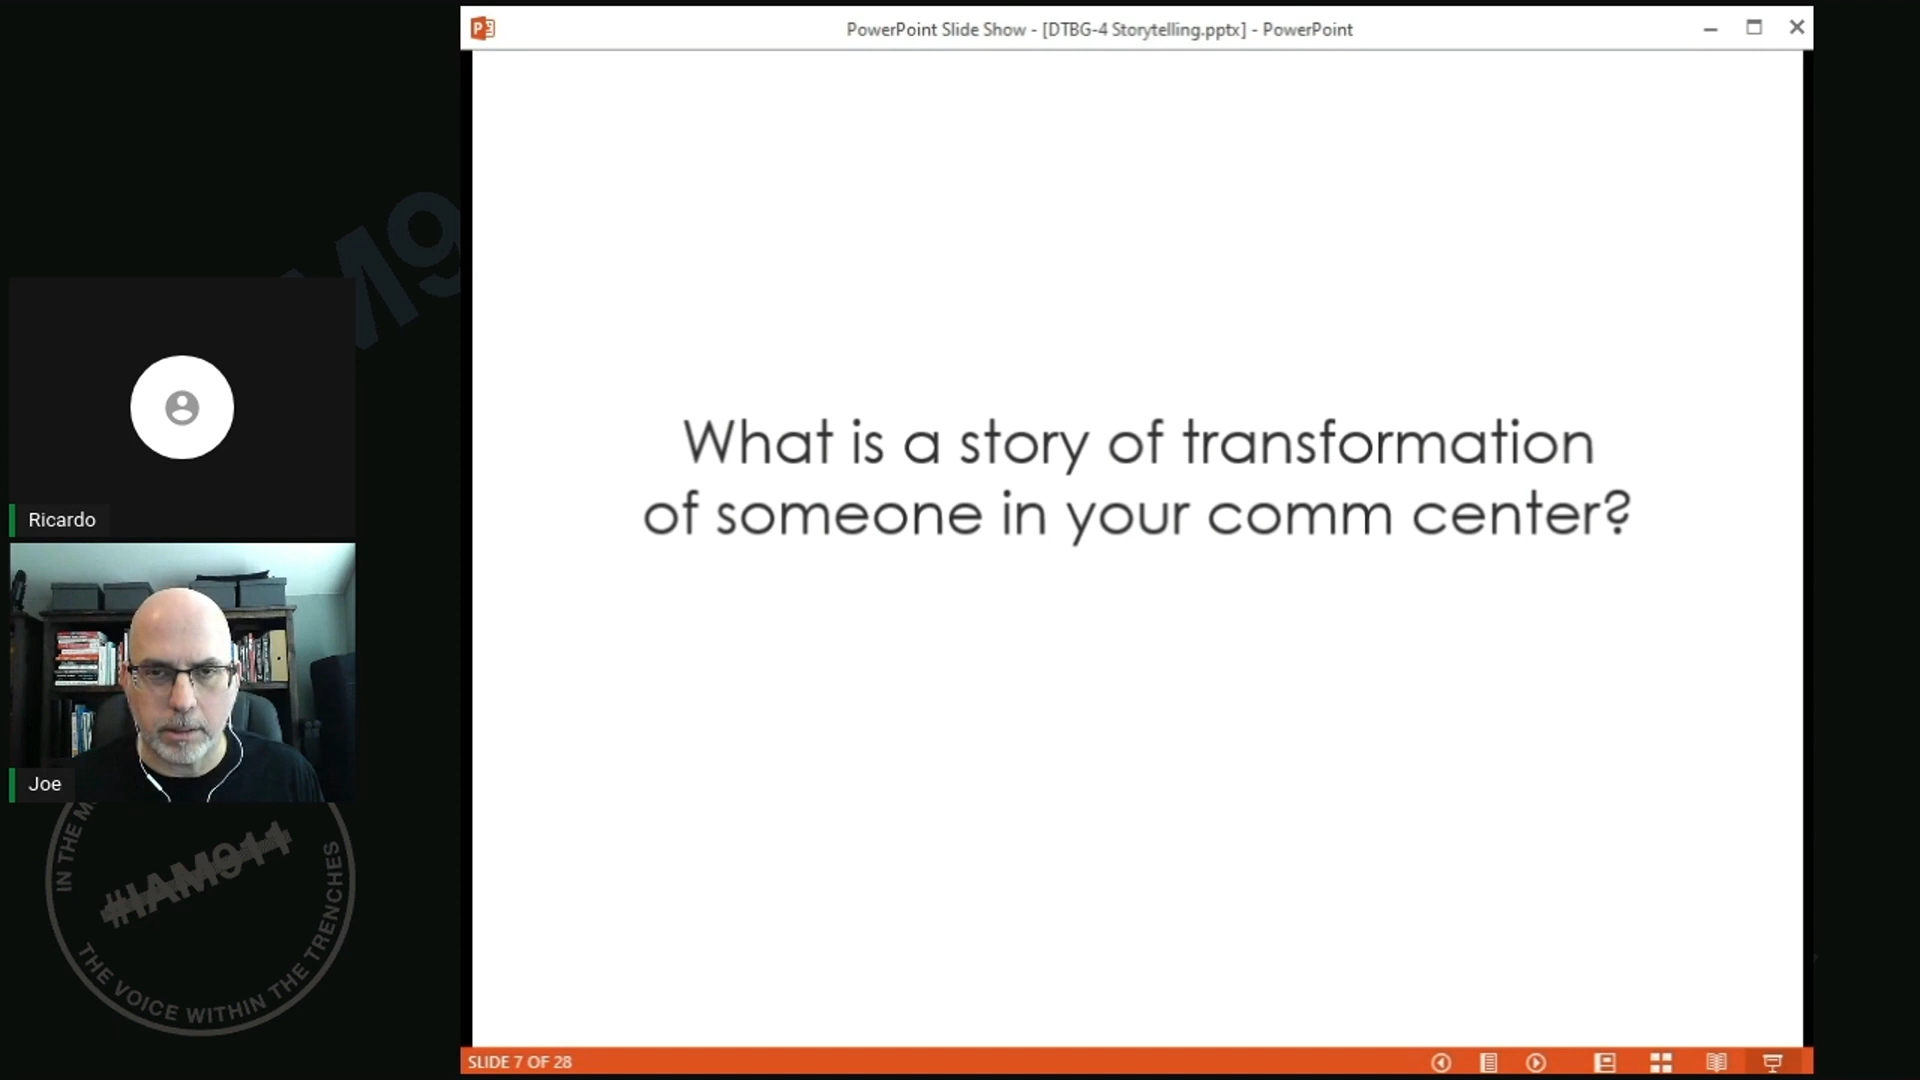 PowerPoint Slide Show - [DTBG-4 Storytelling.pptx] - PowerPoint
M9
What is a story of transformation
of someone in your comm center?
Ricardo
Joe
IN THE M
#IAM911
THE VOICE WITHIN THE TRENCHES
SLIDE 7 OF 28